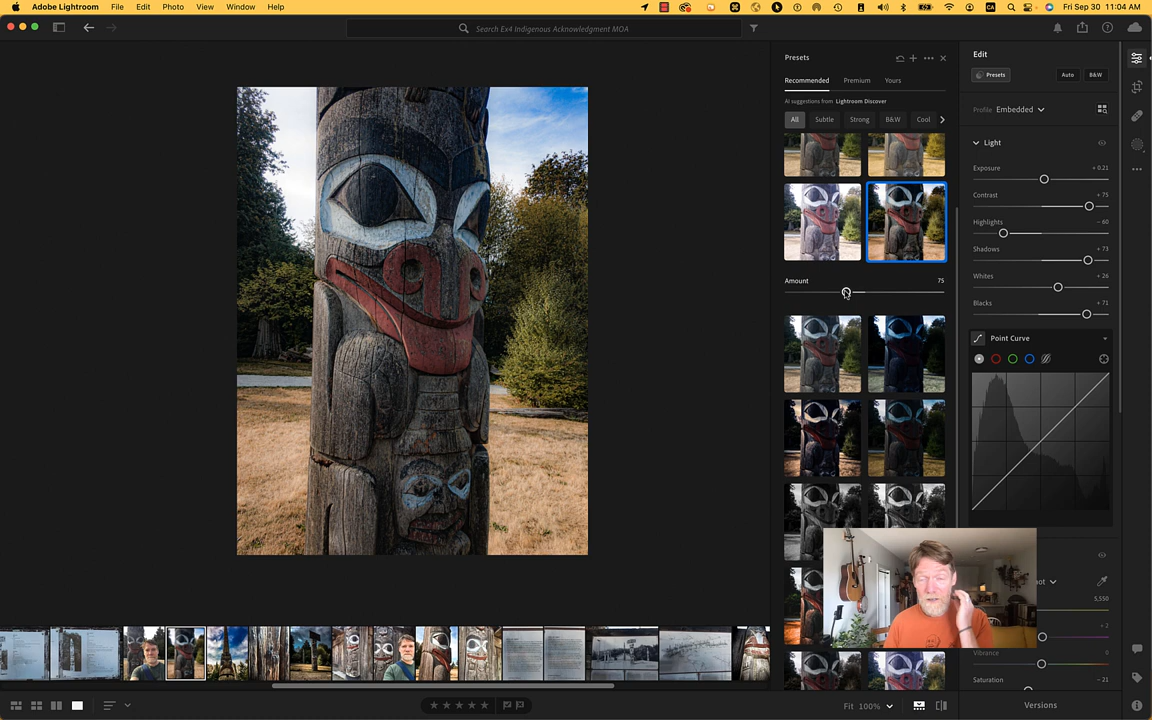 Adobe Lightroom File Edit Photo View Window Help
CA Fri Sep 30 11:04 AM
Search Ex4 Indigenous Acknowledgment MOA
Presets
Recommended Premium Yours
AI suggestions from Lightroom Discover
All Subtle Strong B&W Cool
Amount 75
Edit
Presets Auto B&W
Profile Embedded
Light
Exposure + 0.21
Contrast + 75
Highlights − 60
Shadows + 73
Whites + 26
Blacks + 71
Point Curve
5,550
+ 2
Vibrance 0
Saturation − 21
Fit 100%
Versions